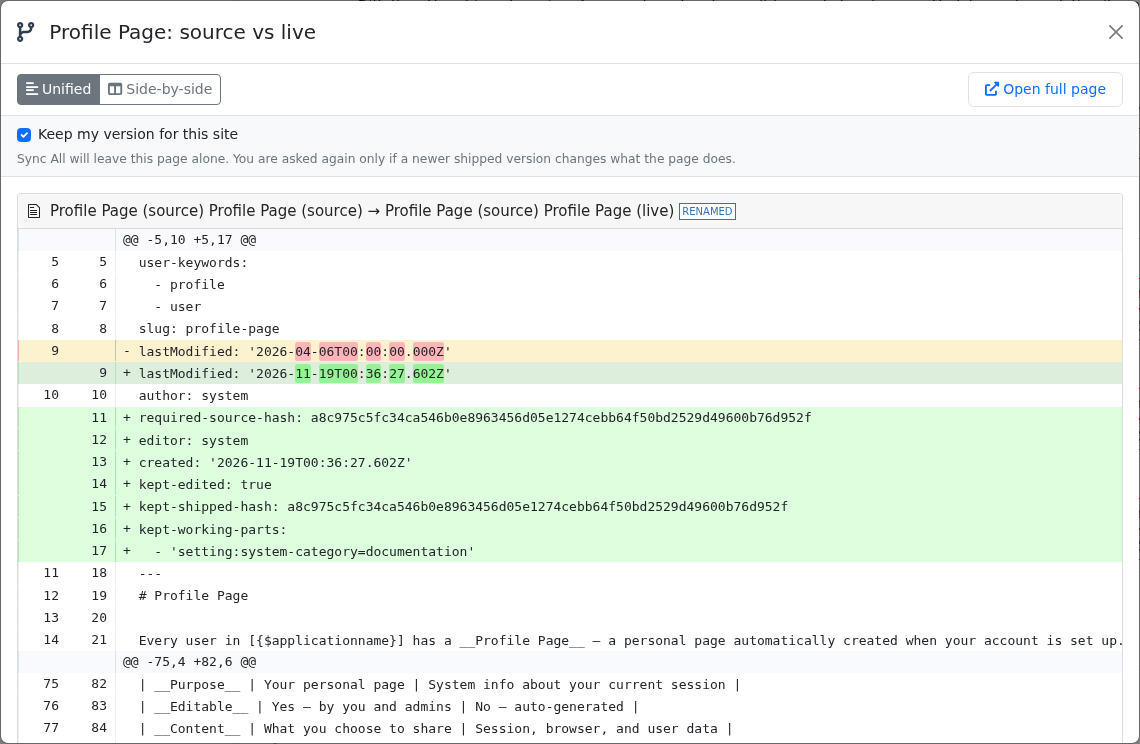 Profile Page: source vs live
Unified Side-by-side Open full page
Keep my version for this site
Sync All will leave this page alone. You are asked again only if a newer shipped version changes what the page does.
Profile Page (source) Profile Page (source) → Profile Page (source) Profile Page (live) RENAMED
@@ -5,10 +5,17 @@
5 5 user-keywords:
6 6 - profile
7 7 - user
8 8 slug: profile-page
9 - lastModified: '2026-04-06T00:00:00.000Z'
9 + lastModified: '2026-11-19T00:36:27.602Z'
10 10 author: system
11 + required-source-hash: a8c975c5fc34ca546b0e8963456d05e1274cebb64f50bd2529d49600b76d952f
12 + editor: system
13 + created: '2026-11-19T00:36:27.602Z'
14 + kept-edited: true
15 + kept-shipped-hash: a8c975c5fc34ca546b0e8963456d05e1274cebb64f50bd2529d49600b76d952f
16 + kept-working-parts:
17 + - 'setting:system-category=documentation'
11 18 ---
12 19 # Profile Page
13 20
14 21 Every user in [{$applicationname}] has a __Profile Page__ — a personal page automatically created when your account is set up.
@@ -75,4 +82,6 @@
75 82 | __Purpose__ | Your personal page | System info about your current session |
76 83 | __Editable__ | Yes — by you and admins | No — auto-generated |
77 84 | __Content__ | What you choose to share | Session, browser, and user data |